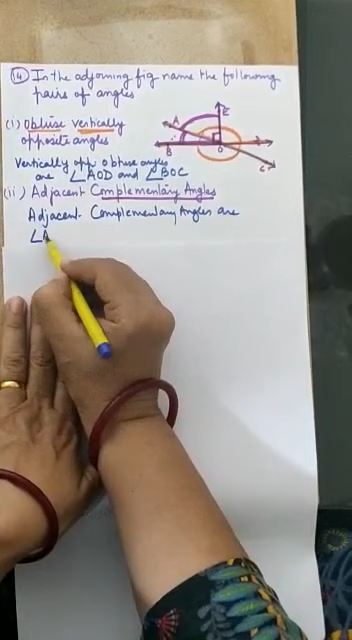 (14) In the adjoining fig name the following
pairs of angles
(i) Obtuse vertically
opposite angles
Vertically opp obtuse angles
are ∠AOD and ∠BOC
(ii) Adjacent Complementary Angles
Adjacent Complementary Angles are
∠A
A
E
B
O
C